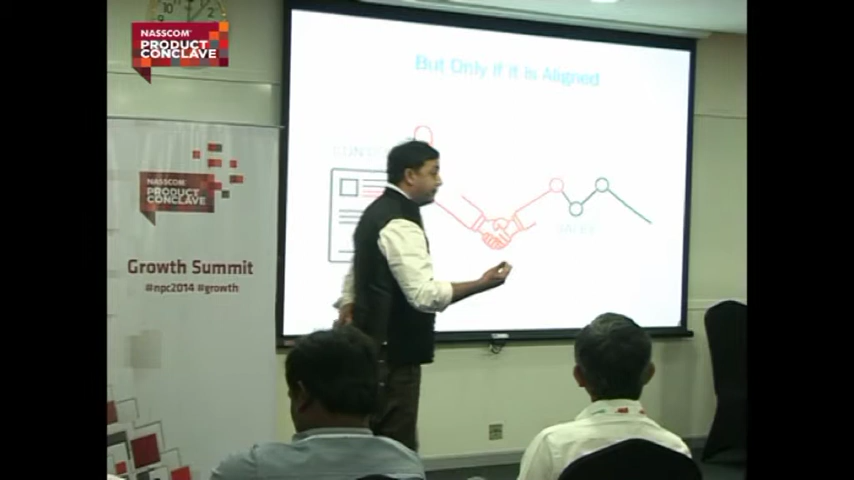 NASSCOM®
PRODUCT
CONCLAVE
But Only if it is Aligned
NASSCOM®
PRODUCT
CONCLAVE
Growth Summit
#npc2014 #growth